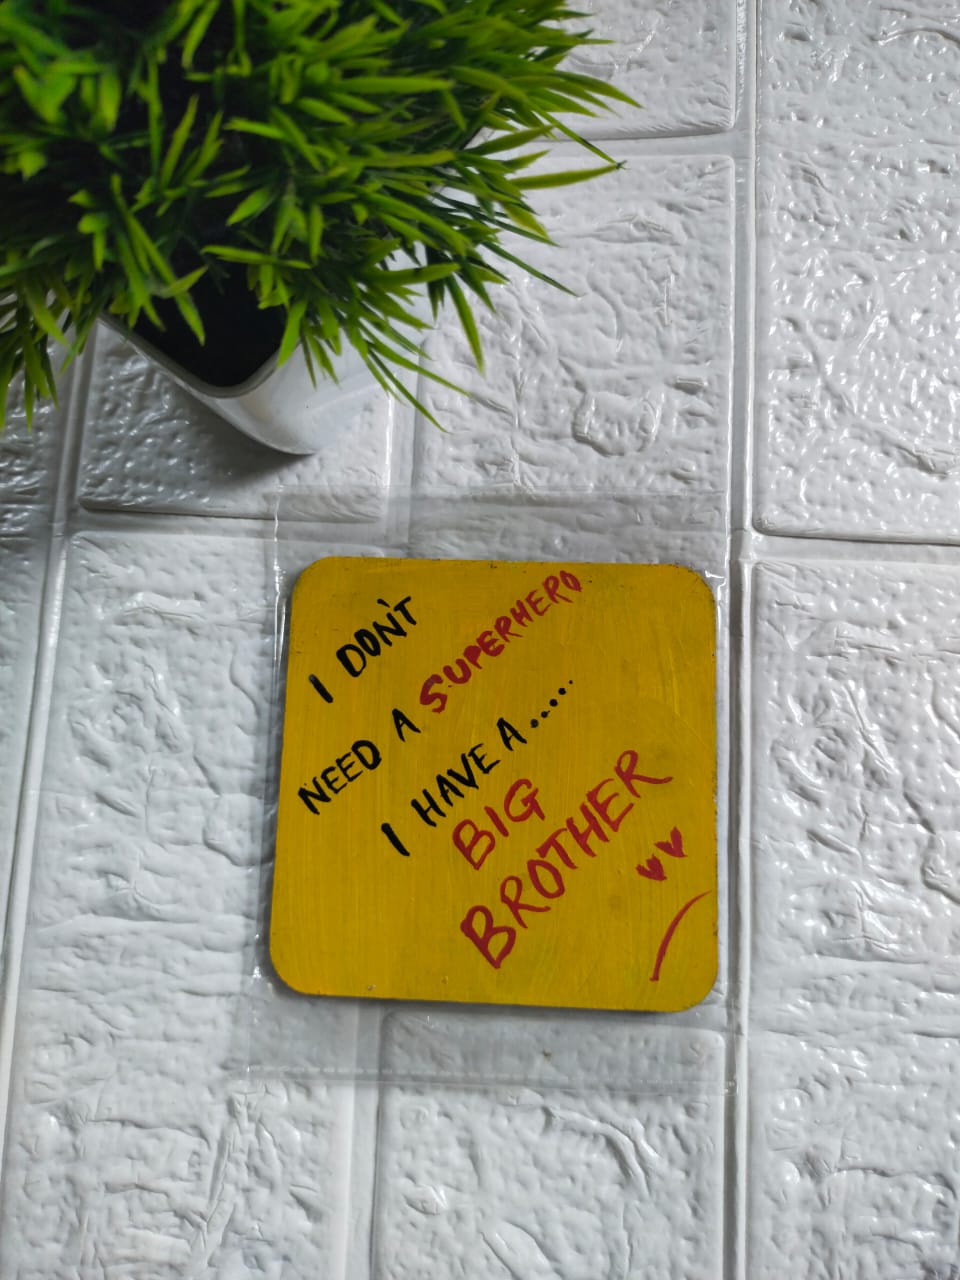 I DON'T
NEED A SUPERHERO
I HAVE A.....
BIG
BROTHER